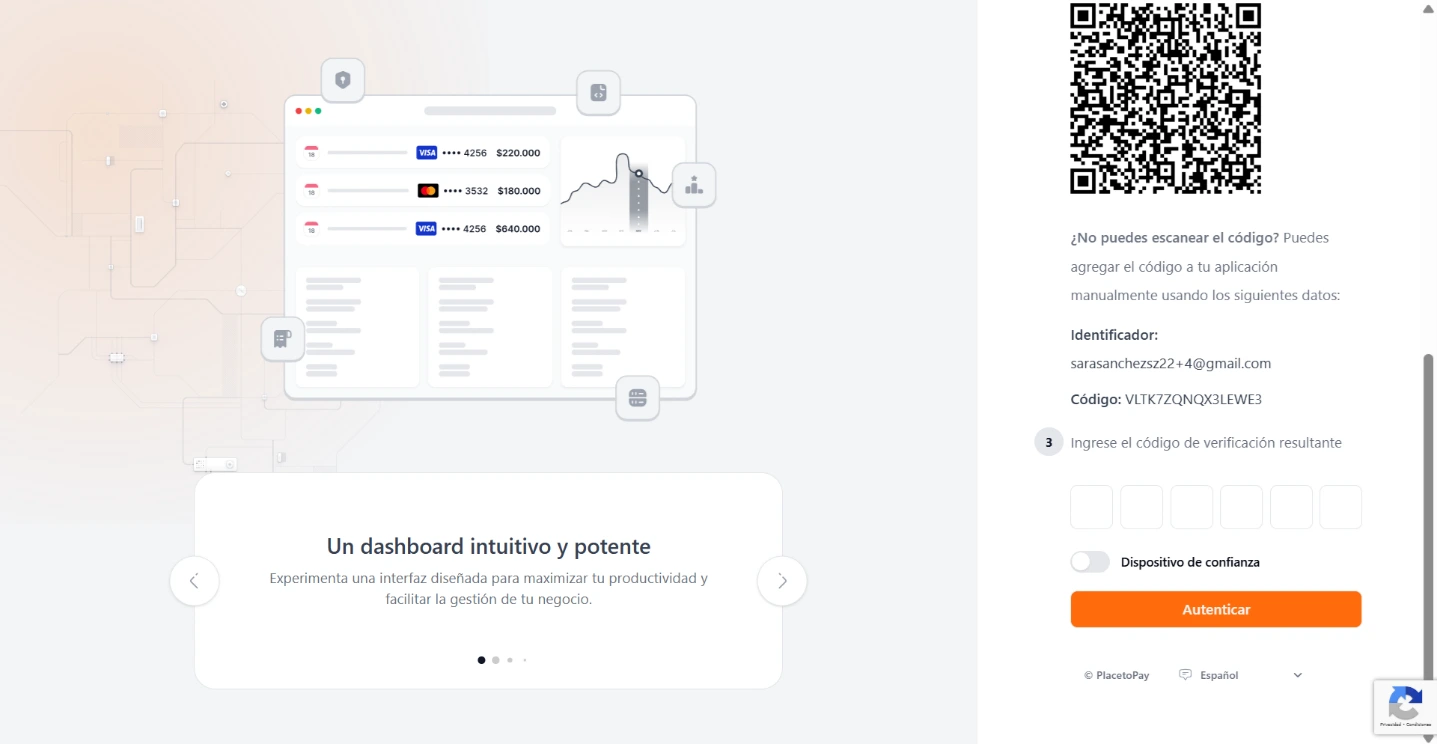 18 VISA •••• 4256 $220.000
18 •••• 3532 $180.000
18 VISA •••• 4256 $640.000
Un dashboard intuitivo y potente
Experimenta una interfaz diseñada para maximizar tu productividad y
facilitar la gestión de tu negocio.
¿No puedes escanear el código? Puedes
agregar el código a tu aplicación
manualmente usando los siguientes datos:
Identificador:
sarasanchezsz22+4@gmail.com
Código: VLTK7ZQNQX3LEWE3
3 Ingrese el código de verificación resultante
Dispositivo de confianza
Autenticar
© PlacetoPay Español
Privacidad - Condiciones